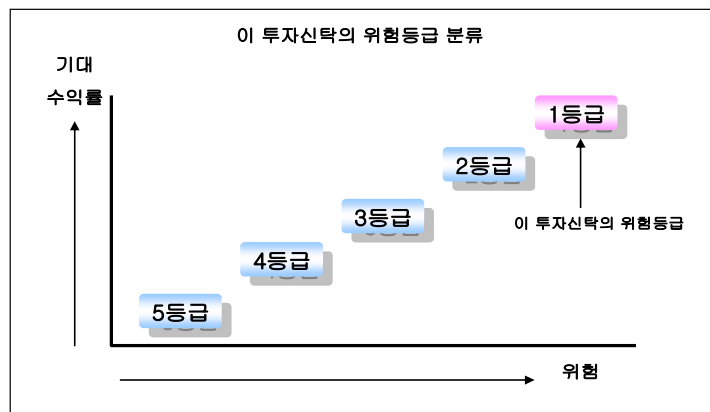 이 투자신탁의 위험등급 분류
기대
수익률
1등급
2등급
이 투자신탁의 위험등급
3등급
4등급
5등급
위험